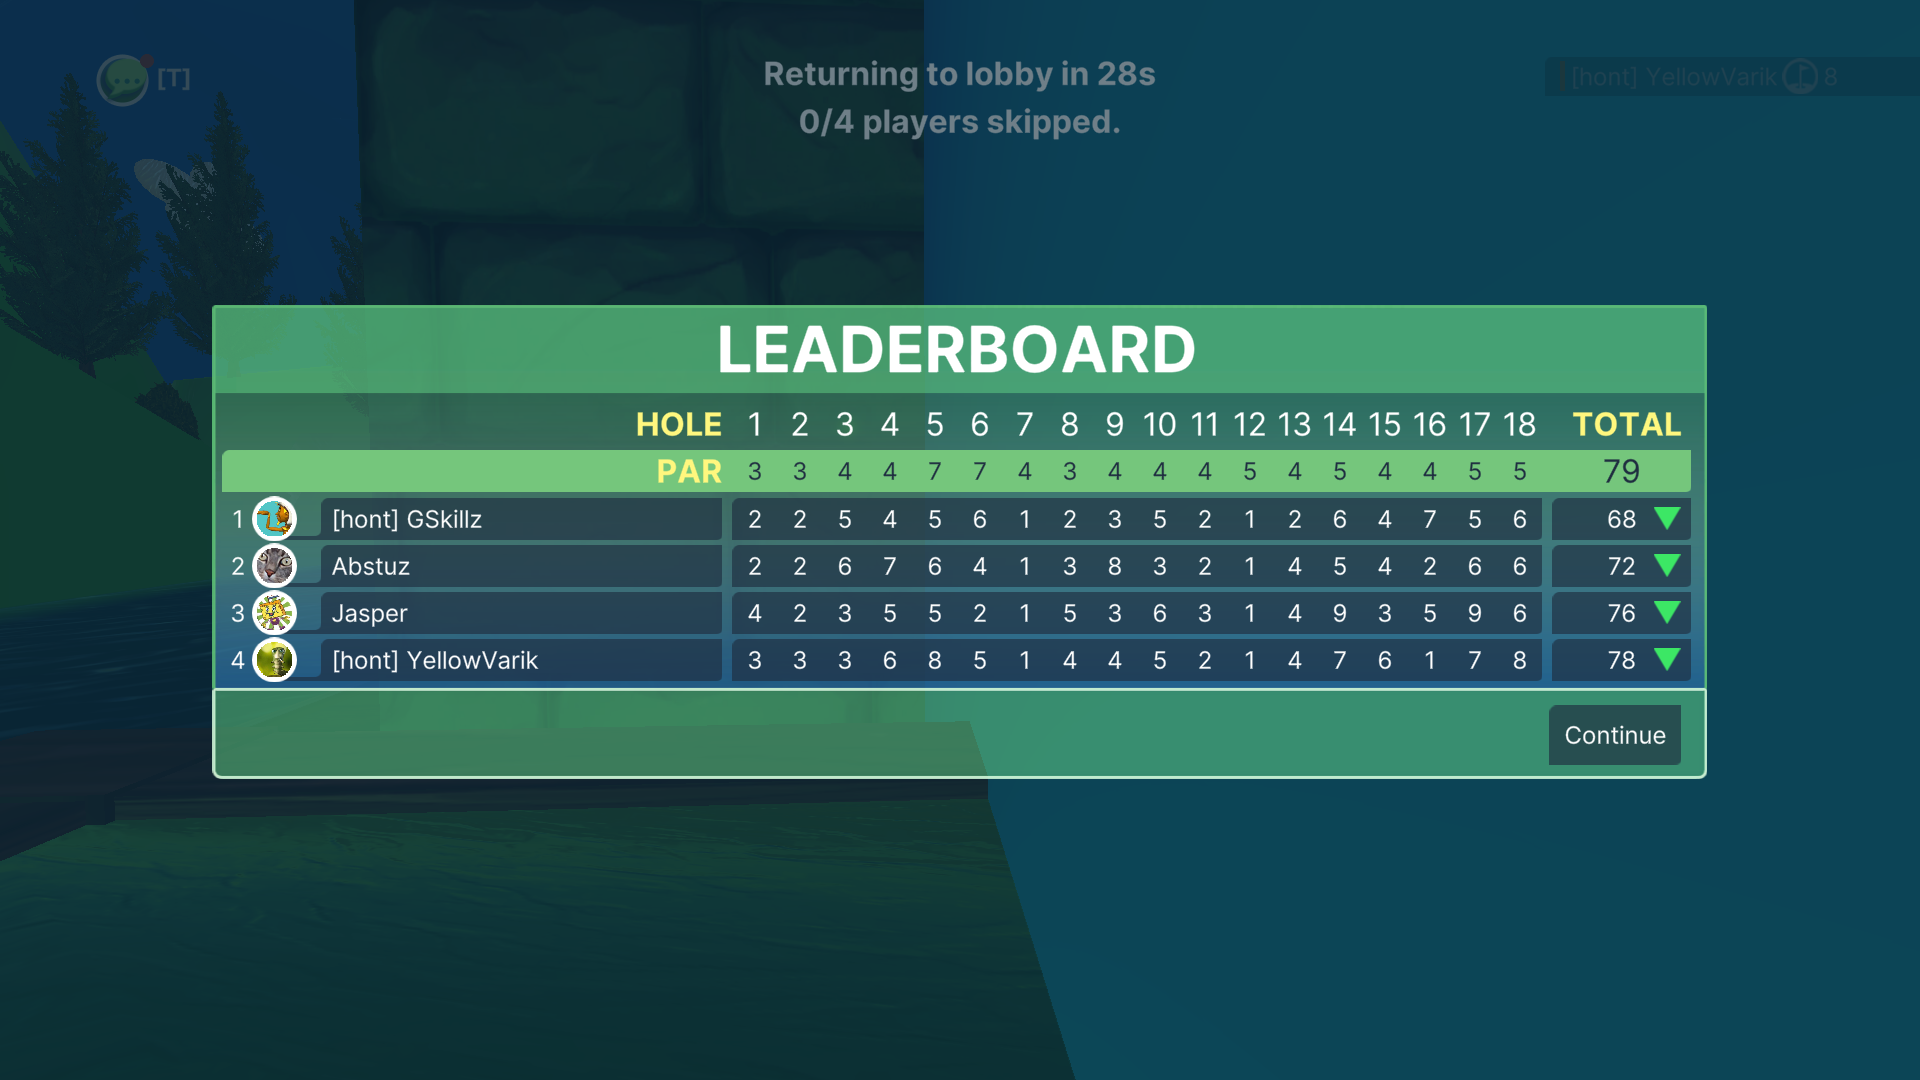 [T]
Returning to lobby in 28s
0/4 players skipped.
[hont] YellowVarik 8
LEADERBOARD
HOLE 1 2 3 4 5 6 7 8 9 10 11 12 13 14 15 16 17 18 TOTAL
PAR 3 3 4 4 7 7 4 3 4 4 4 5 4 5 4 4 5 5 79
1 [hont] GSkillz 2 2 5 4 5 6 1 2 3 5 2 1 2 6 4 7 5 6 68
2 Abstuz 2 2 6 7 6 4 1 3 8 3 2 1 4 5 4 2 6 6 72
3 Jasper 4 2 3 5 5 2 1 5 3 6 3 1 4 9 3 5 9 6 76
4 [hont] YellowVarik 3 3 3 6 8 5 1 4 4 5 2 1 4 7 6 1 7 8 78
Continue